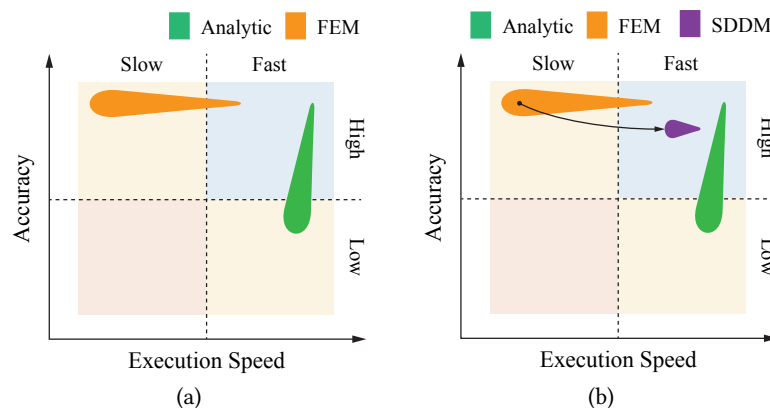 Analytic FEM
Slow Fast
High
Low
Accuracy
Execution Speed
(a)
Analytic FEM SDDM
Slow Fast
High
Low
Accuracy
Execution Speed
(b)